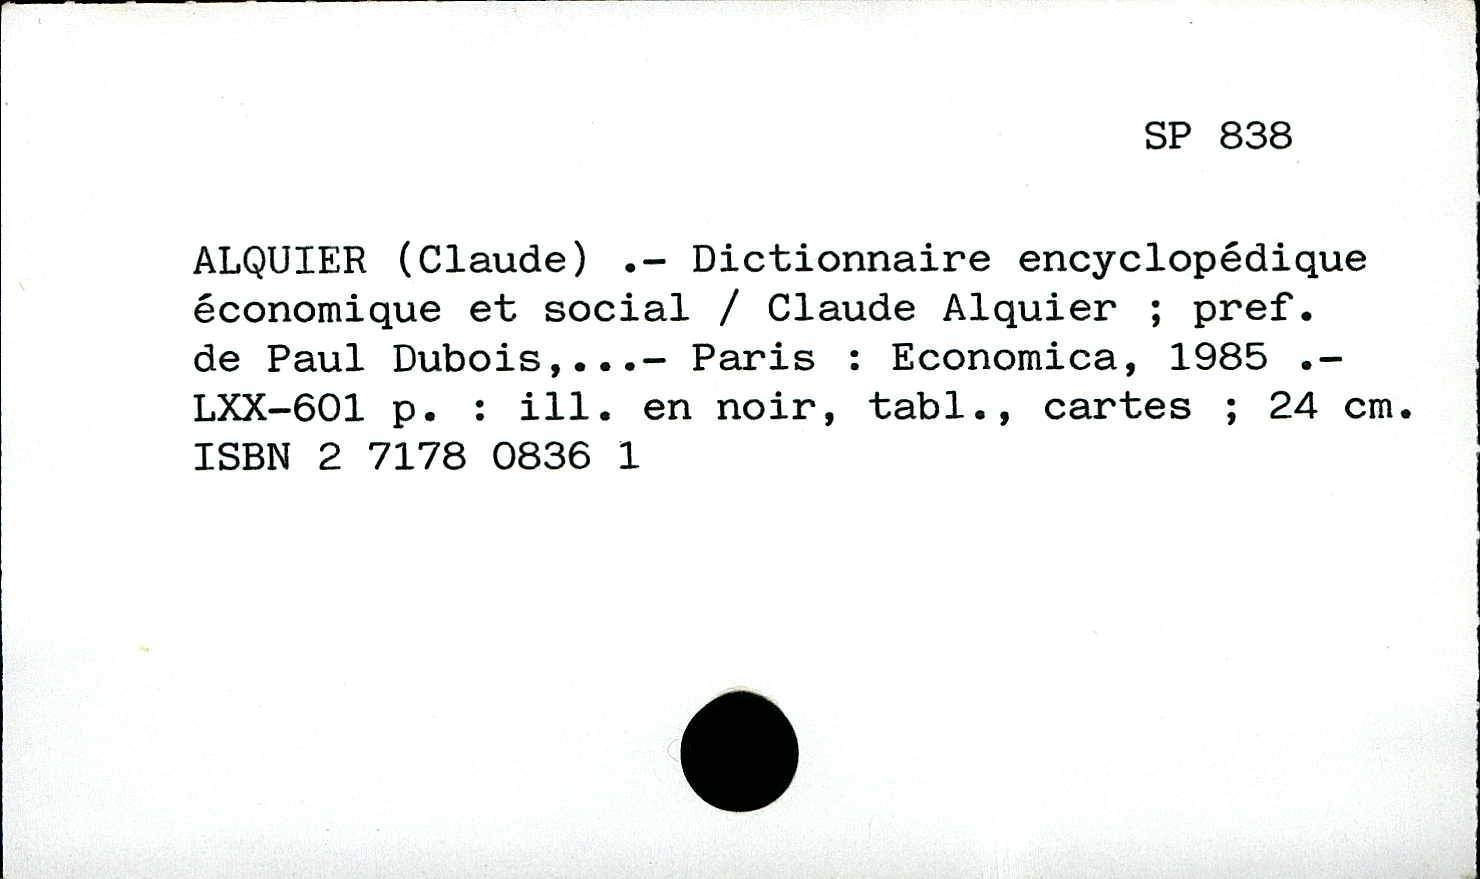 SP 838
ALQUIER (Claude) .- Dictionnaire encyclopédique
économique et social / Claude Alquier ; pref.
de Paul Dubois,...- Paris : Economica, 1985 .-
LXX-601 p. : ill. en noir, tabl., cartes ; 24 cm.
ISBN 2 7178 0836 1